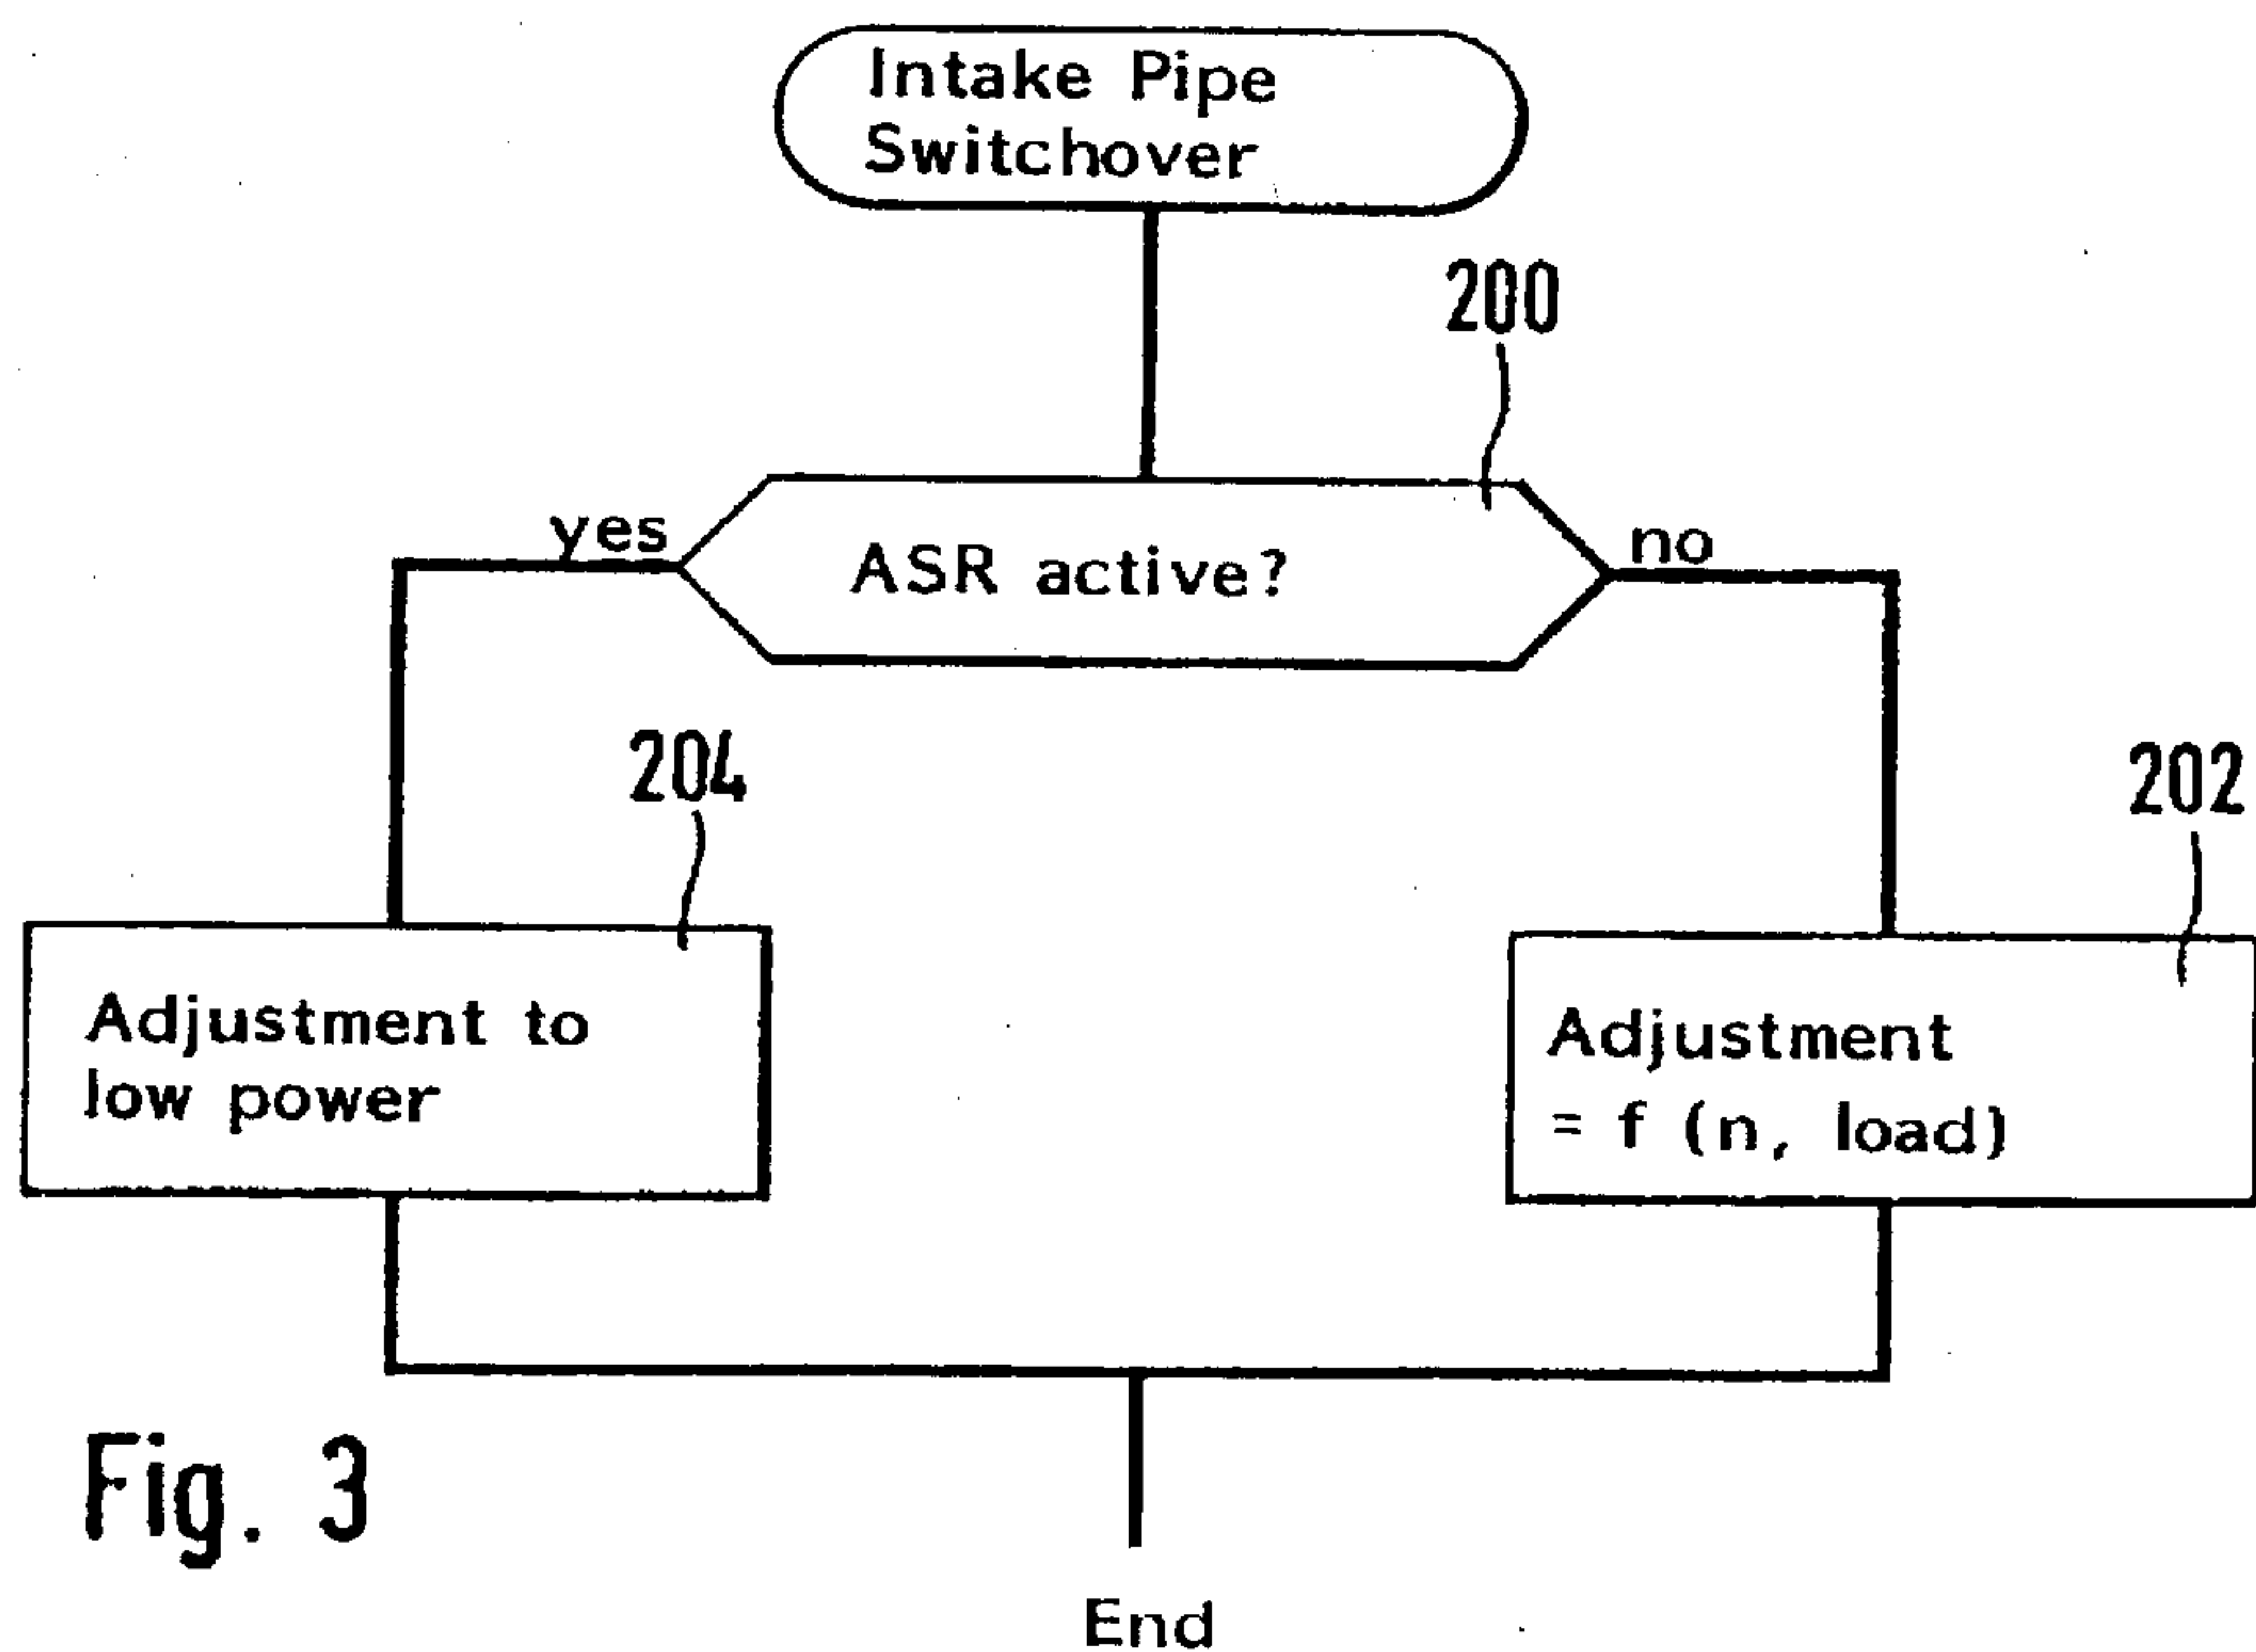 Intake Pipe
Switchover
200
yes
ASR active?
no
204
202
Adjustment to
low power
Adjustment
= f (n, load)
Fig. 3
End